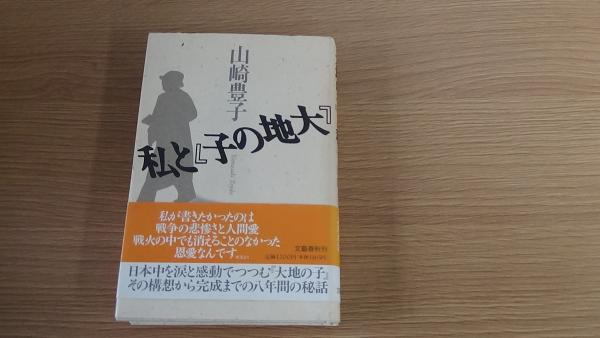 山崎豊子
『大地の子』と私
Yamasaki Toyoko
私が書きたかったのは
戦争の悲惨さと人間愛
戦火の中でも消えることのなかった
恩愛なんです。
文藝春秋刊
日本中を涙と感動でつつむ『大地の子』
その構想から完成までの八年間の秘話